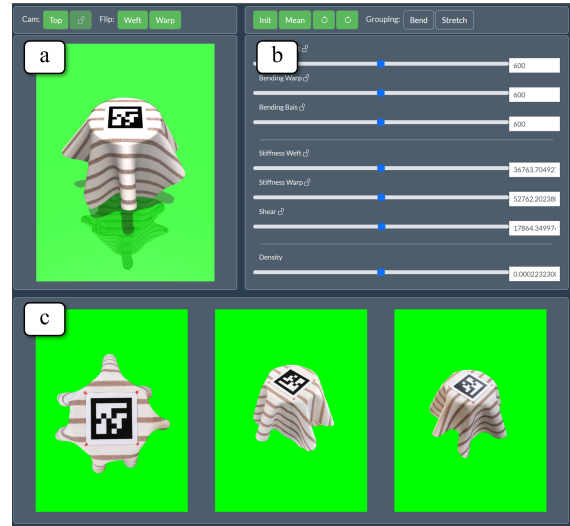 Cam: Top Flip: Weft Warp
Init Mean Grouping: Bend Stretch
a
b
600
Bending Warp
600
Bending Bais
600
Stiffness Weft
36763.70492
Stiffness Warp
52762.20238
Shear
17864.34997
Density
0.00022323
c